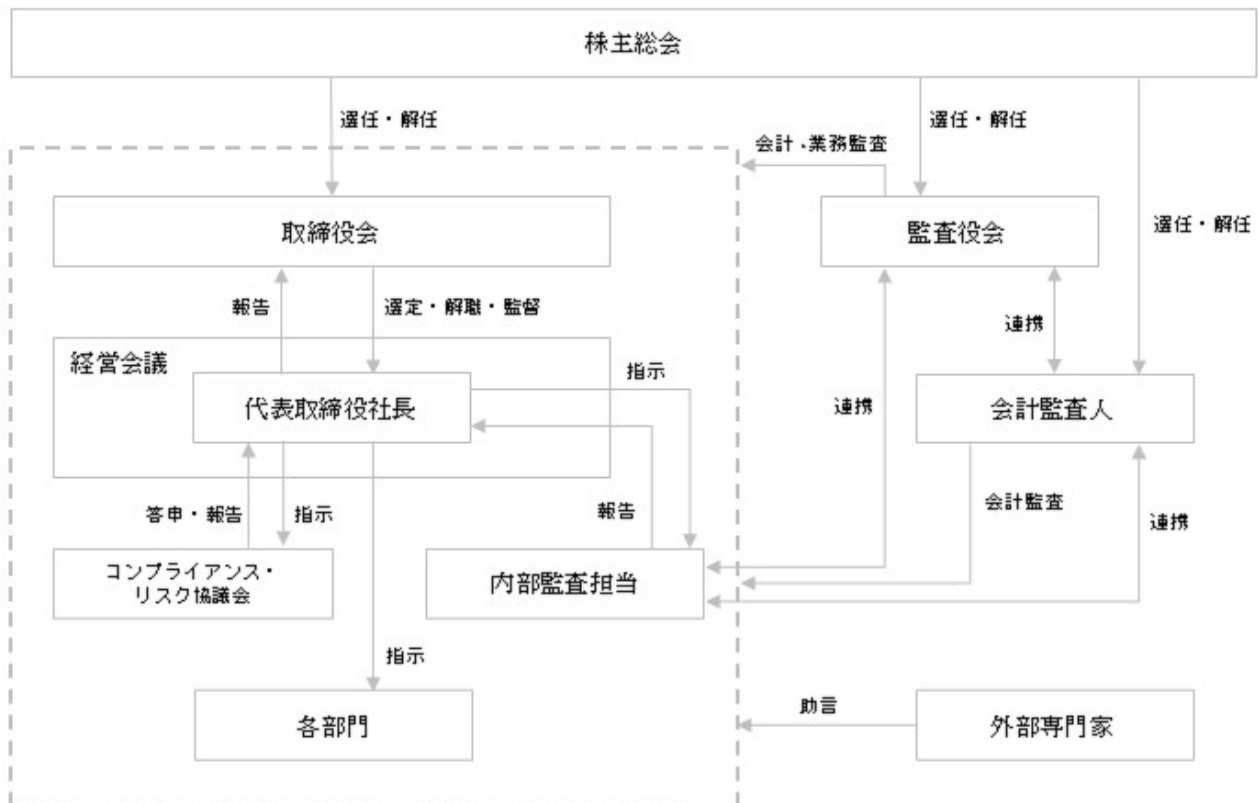 株主総会
選任・解任
選任・解任
会計、業務監査
選任・解任
取締役会
監査役会
報告
選定・解職・監督
連携
経営会議
指示
代表取締役社長
連携
会計監査人
答申・報告
指示
報告
会計監査
連携
コンプライアンス・
リスク協議会
内部監査担当
指示
助言
各部門
外部専門家